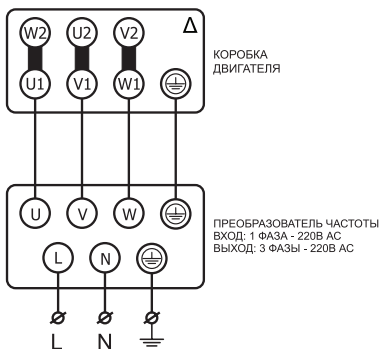 W2 U2 V2 Δ
U1 V1 W1
КОРОБКА
ДВИГАТЕЛЯ
U V W
ПРЕОБРАЗОВАТЕЛЬ ЧАСТОТЫ
ВХОД: 1 ФАЗА - 220В АС
ВЫХОД: 3 ФАЗЫ - 220В АС
L N
L N